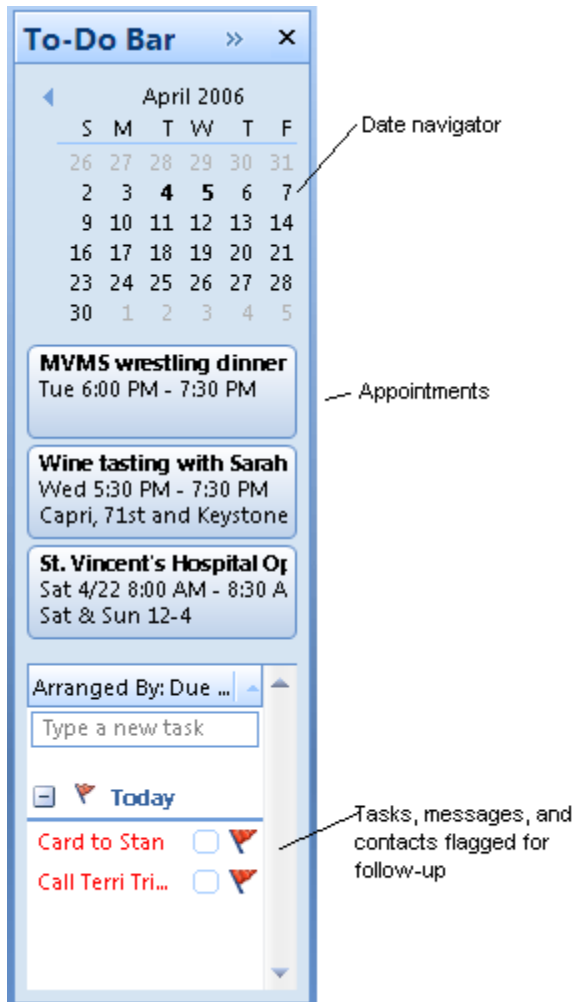 To-Do Bar » ×
April 2006
S M T W T F
26 27 28 29 30 31
2 3 4 5 6 7
9 10 11 12 13 14
16 17 18 19 20 21
23 24 25 26 27 28
30 1 2 3 4 5
Date navigator
MVMS wrestling dinner
Tue 6:00 PM - 7:30 PM
Appointments
Wine tasting with Sarah
Wed 5:30 PM - 7:30 PM
Capri, 71st and Keystone
St. Vincent's Hospital Op
Sat 4/22 8:00 AM - 8:30 A
Sat & Sun 12-4
Arranged By: Due ...
Type a new task
Today
Card to Stan
Call Terri Tri...
Tasks, messages, and
contacts flagged for
follow-up